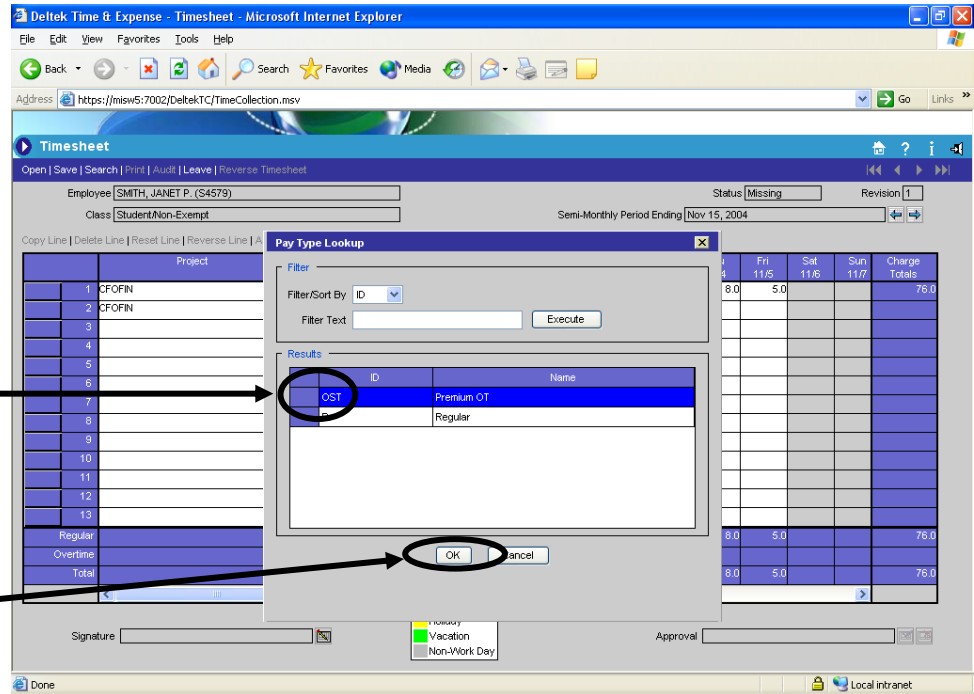 Deltek Time & Expense - Timesheet - Microsoft Internet Explorer
File Edit View Favorites Tools Help
Back Search Favorites Media
Address https://misw5:7002/DeltekTC/TimeCollection.msv Go Links »
Timesheet ? i
Open | Save | Search | Print | Audit | Leave | Reverse Timesheet
Employee SMITH, JANET P. (S4579) Status Missing Revision 1
Class Student/Non-Exempt Semi-Monthly Period Ending Nov 15, 2004
Copy Line | Delete Line | Reset Line | Reverse Line | A
Pay Type Lookup
Project Fri 11/5 Sat 11/6 Sun 11/7 Charge Totals
1 CFOFIN 8.0 5.0 76.0
2 CFOFIN
3
4
5
6
7
8
9
10
11
12
13
Filter
Filter/Sort By ID
Filter Text Execute
Results
ID Name
OST Premium OT
Regular
OK Cancel
Regular 8.0 5.0 76.0
Overtime
Total 8.0 5.0 76.0
Holiday
Signature Vacation Approval
Non-Work Day
Done Local intranet